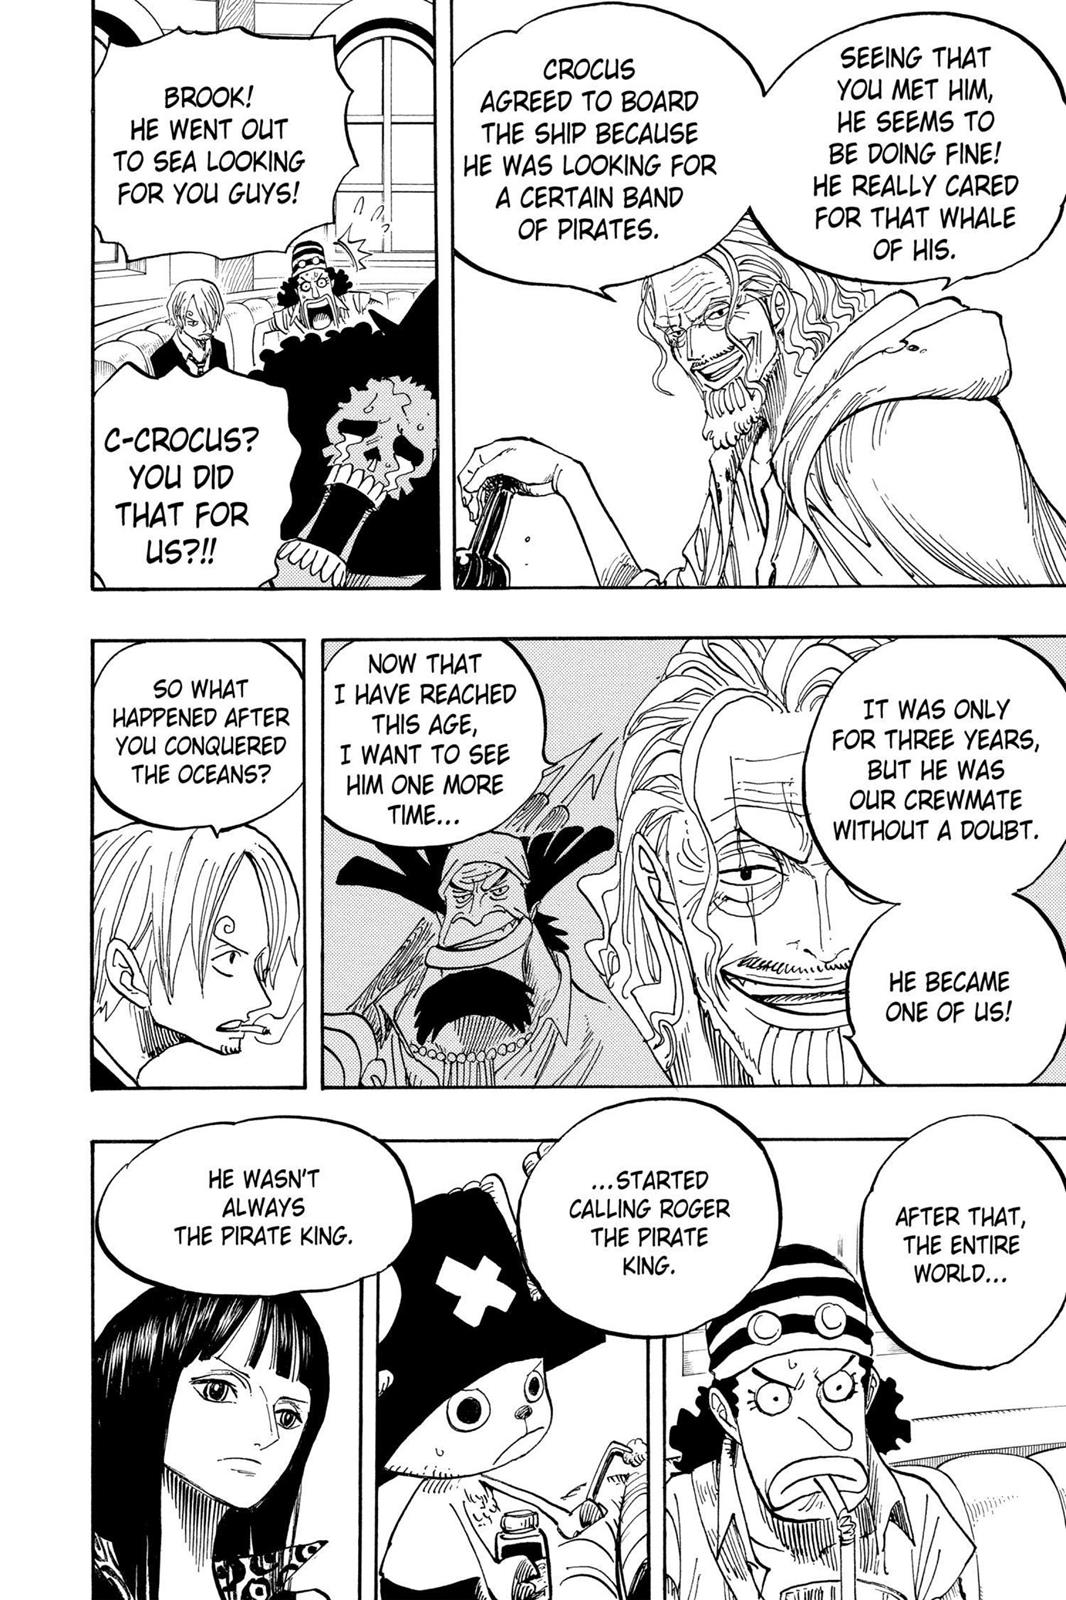 SEEING THAT
YOU MET HIM,
HE SEEMS TO
BE DOING FINE!
HE REALLY CARED
FOR THAT WHALE
OF HIS.
CROCUS
AGREED TO BOARD
THE SHIP BECAUSE
HE WAS LOOKING FOR
A CERTAIN BAND
OF PIRATES.
BROOK!
HE WENT OUT
TO SEA LOOKING
FOR YOU GUYS!
C-CROCUS?
YOU DID
THAT FOR
US?!!
IT WAS ONLY
FOR THREE YEARS,
BUT HE WAS
OUR CREWMATE
WITHOUT A DOUBT.
HE BECAME
ONE OF US!
NOW THAT
I HAVE REACHED
THIS AGE,
I WANT TO SEE
HIM ONE MORE
TIME...
SO WHAT
HAPPENED AFTER
YOU CONQUERED
THE OCEANS?
AFTER THAT,
THE ENTIRE
WORLD...
...STARTED
CALLING ROGER
THE PIRATE
KING.
HE WASN'T
ALWAYS
THE PIRATE KING.